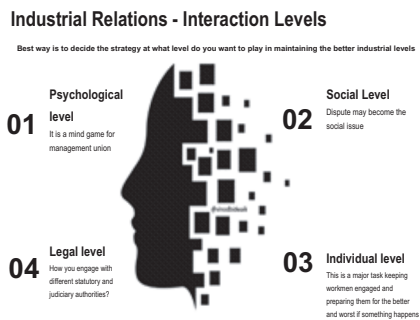 Industrial Relations - Interaction Levels
Best way is to decide the strategy at what level do you want to play in maintaining the better industrial levels
01
Psychological
level
It is a mind game for
management union
02
Social Level
Dispute may become the
social issue
04
Legal level
How you engage with
different statutory and
judiciary authorities?
03
Individual level
This is a major task keeping
workmen engaged and
preparing them for the better
and worst if something happens